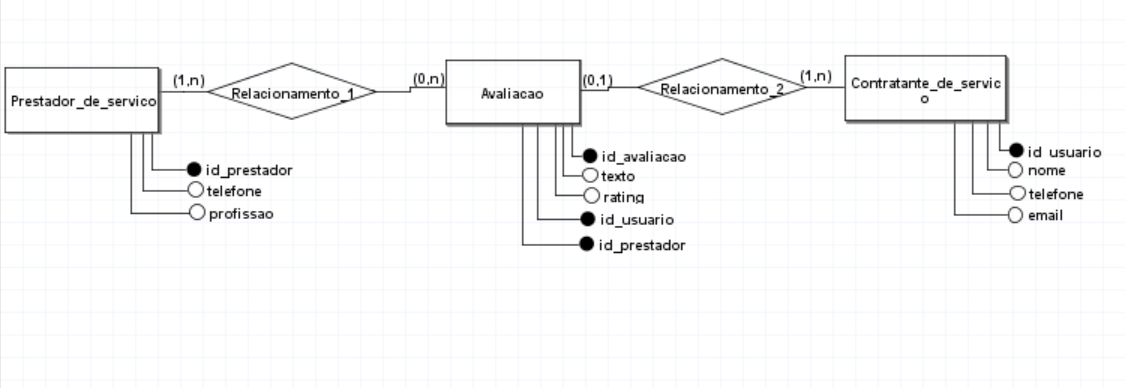 Prestador_de_servico
(1,n)
Relacionamento_1
(0,n)
Avaliacao
(0,1)
Relacionamento_2
(1,n)
Contratante_de_servic
o
id_prestador
telefone
profissao
id_avaliacao
texto
rating
id_usuario
id_prestador
id_usuario
nome
telefone
email